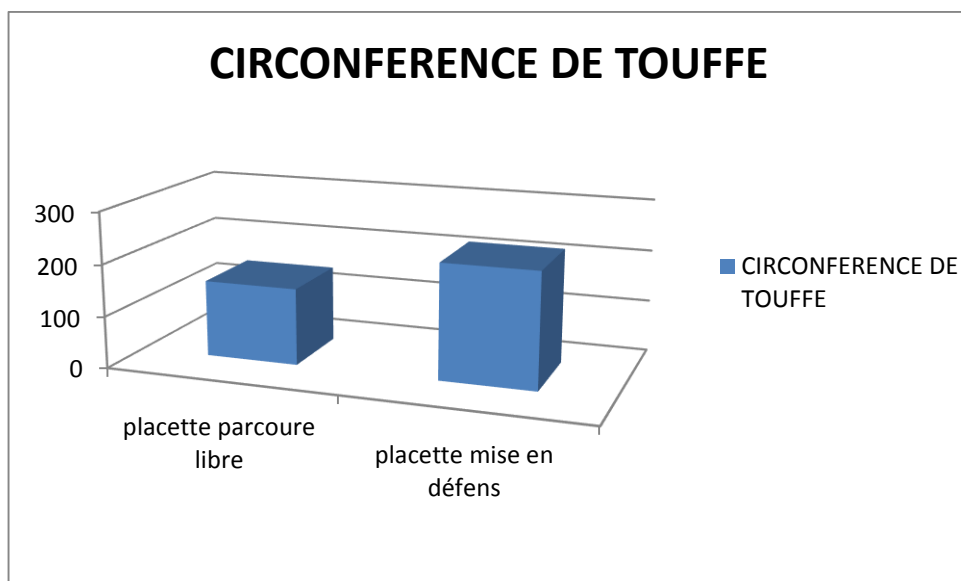 CIRCONFERENCE DE TOUFFE
300
200
100
0
placette parcoure
libre
placette mise en
défens
CIRCONFERENCE DE
TOUFFE